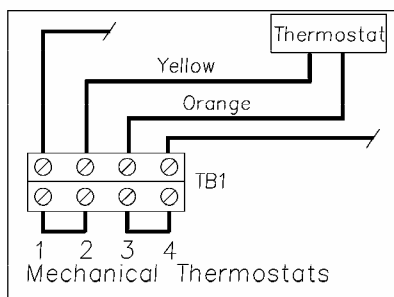 Thermostat
Yellow
Orange
TB1
1 2 3 4
Mechanical Thermostats